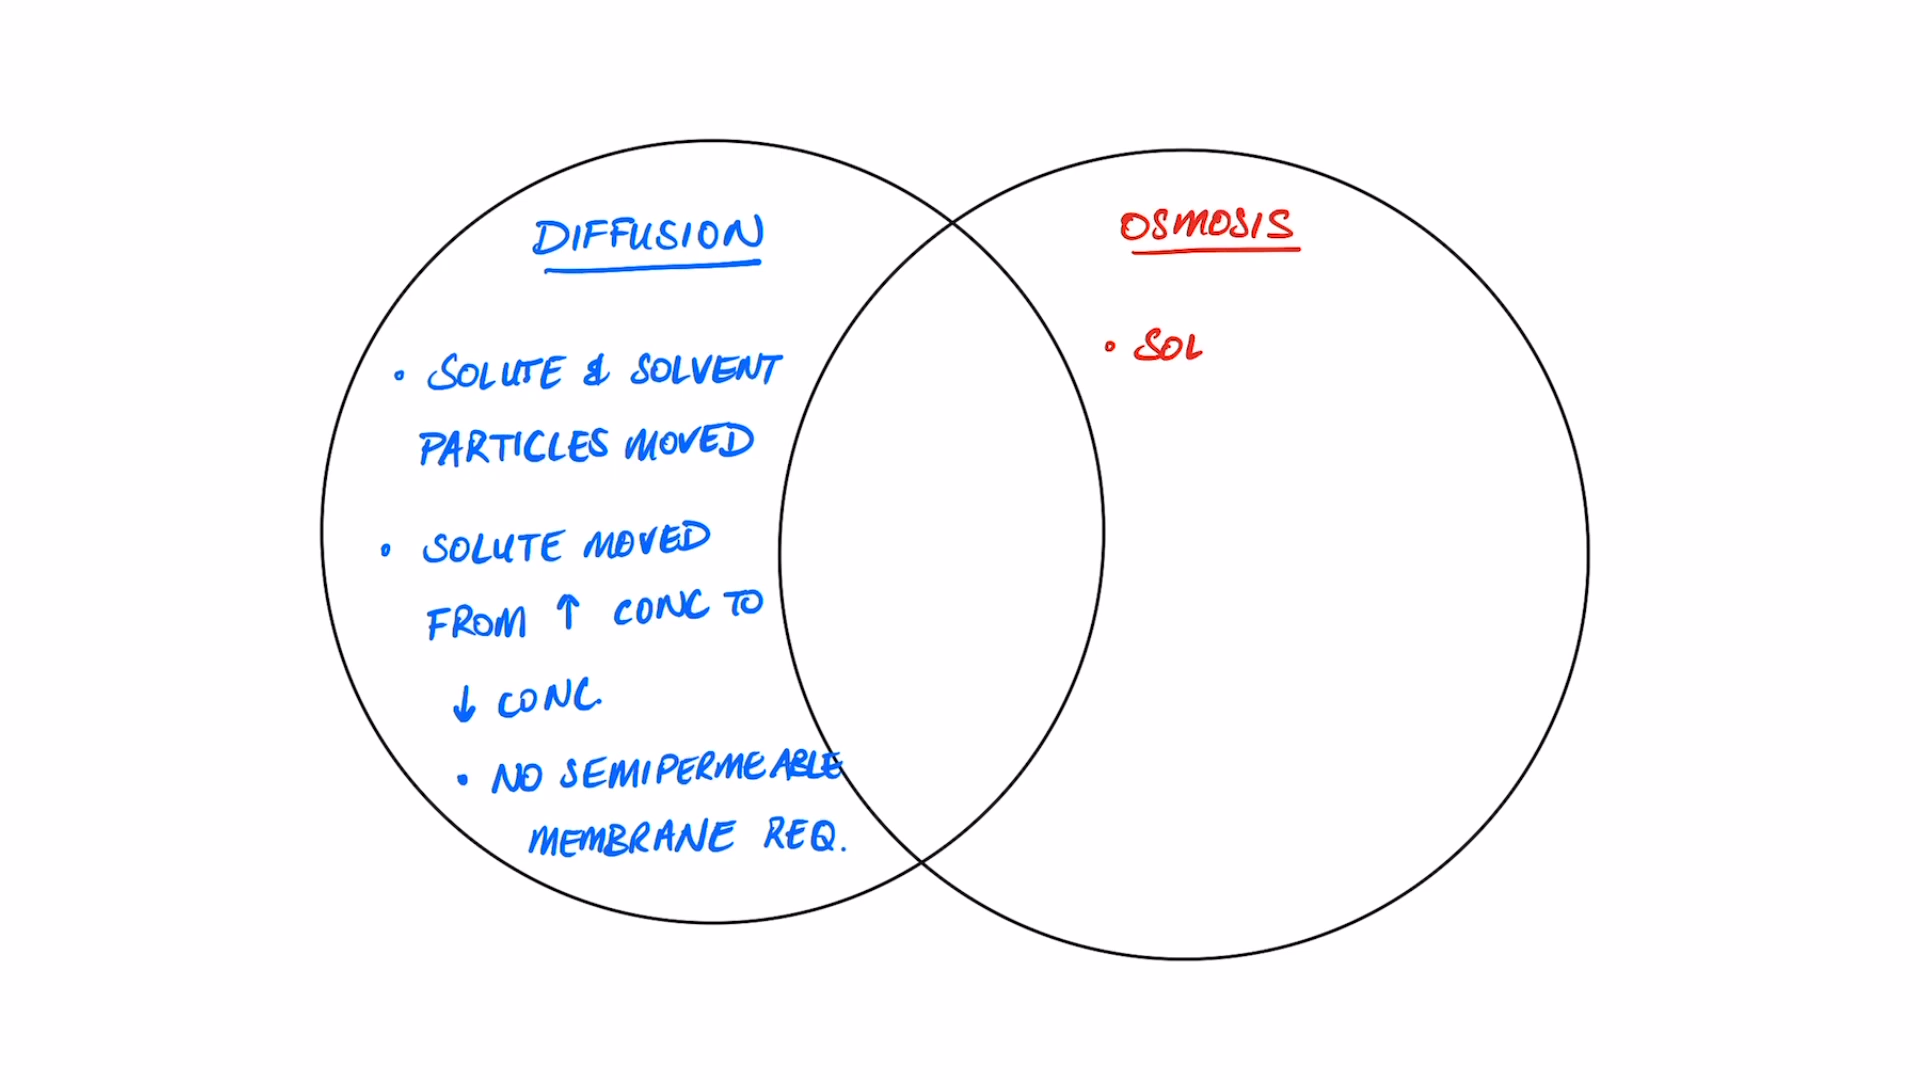 DIFFUSION
• SOLUTE & SOLVENT
PARTICLES MOVED
• SOLUTE MOVED
FROM ↑ CONC TO
↓ CONC.
• NO SEMIPERMEABLE
MEMBRANE REQ.
OSMOSIS
• SOL